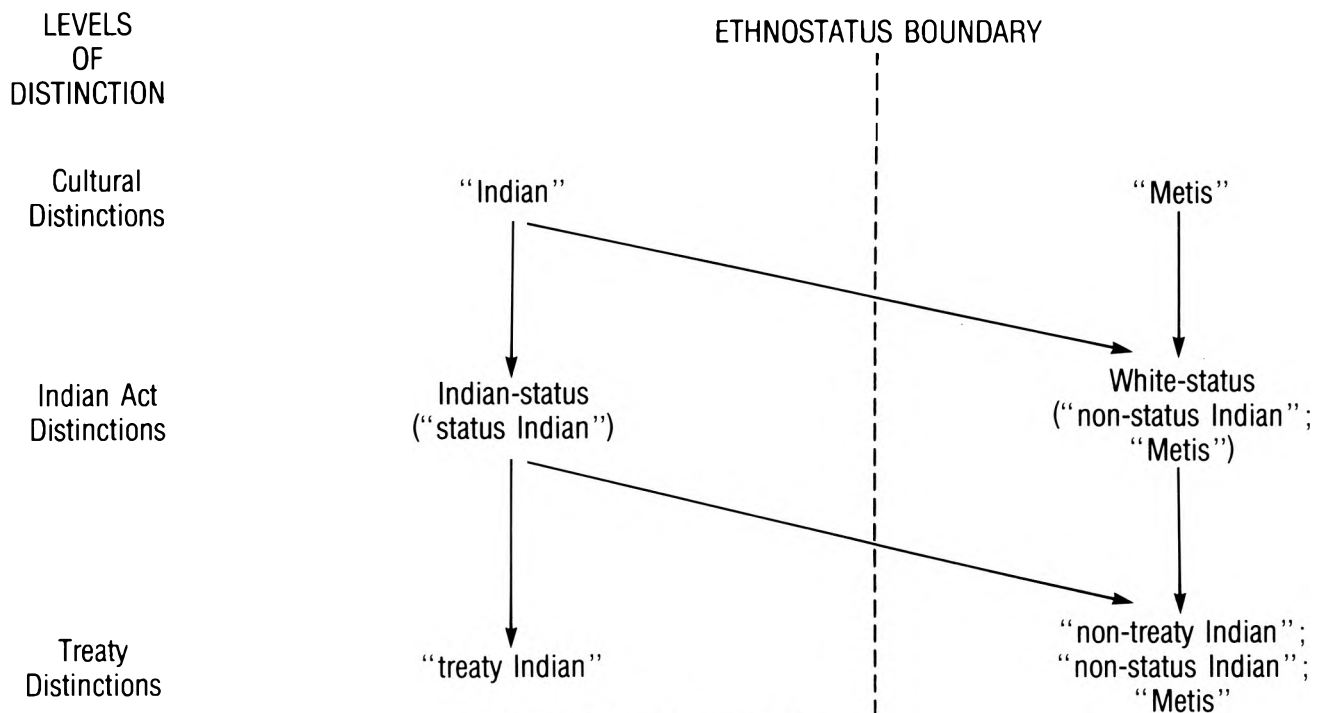 LEVELS
OF
DISTINCTION
ETHNOSTATUS BOUNDARY
Cultural
Distinctions
“Indian”
“Metis”
Indian Act
Distinctions
Indian-status
(“status Indian”)
White-status
(“non-status Indian”;
“Metis”)
Treaty
Distinctions
“treaty Indian”
“non-treaty Indian”;
“non-status Indian”;
“Metis”